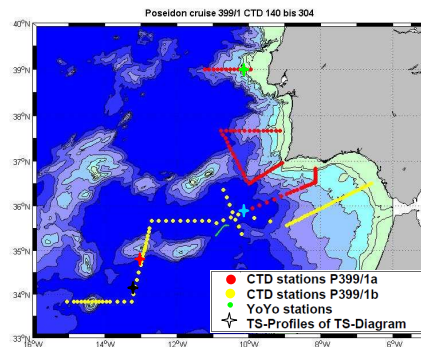 Poseidon cruise 399/1 CTD 140 bis 304
40°N
39°N
38°N
37°N
36°N
35°N
34°N
33°N
16°W
14°W
12°W
10°W
8°W
6°W
CTD stations P399/1a
CTD stations P399/1b
YoYo stations
TS-Profiles of TS-Diagram